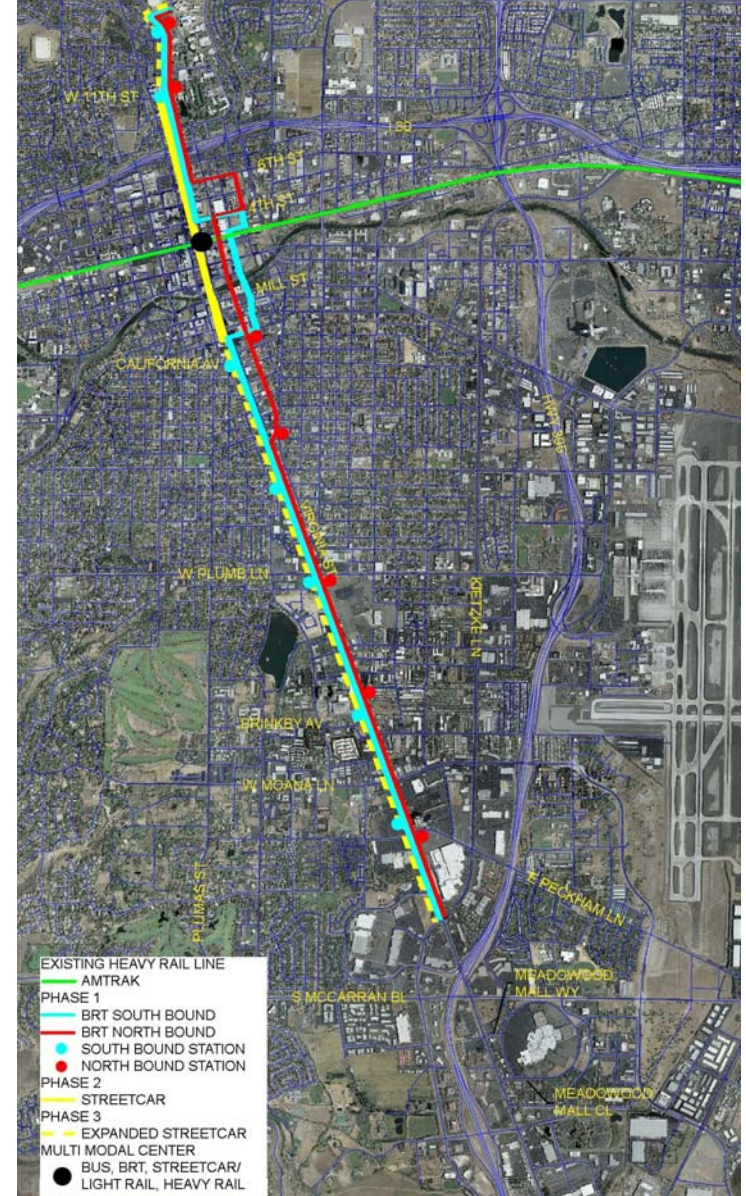 W 11TH ST
I 80
6TH ST
4TH ST
MILL ST
CALIFORNIA AV
HWY 395
VIRGINIA ST
W PLUMB LN
KIETZKE LN
BRINKBY AV
W MOANA LN
PLUMAS ST
E PECKHAM LN
S MCCARRAN BL
MEADOWOOD
MALL WY
MEADOWOOD
MALL CL
EXISTING HEAVY RAIL LINE
AMTRAK
PHASE 1
BRT SOUTH BOUND
BRT NORTH BOUND
SOUTH BOUND STATION
NORTH BOUND STATION
PHASE 2
STREETCAR
PHASE 3
EXPANDED STREETCAR
MULTI MODAL CENTER
BUS, BRT, STREETCAR/
LIGHT RAIL, HEAVY RAIL